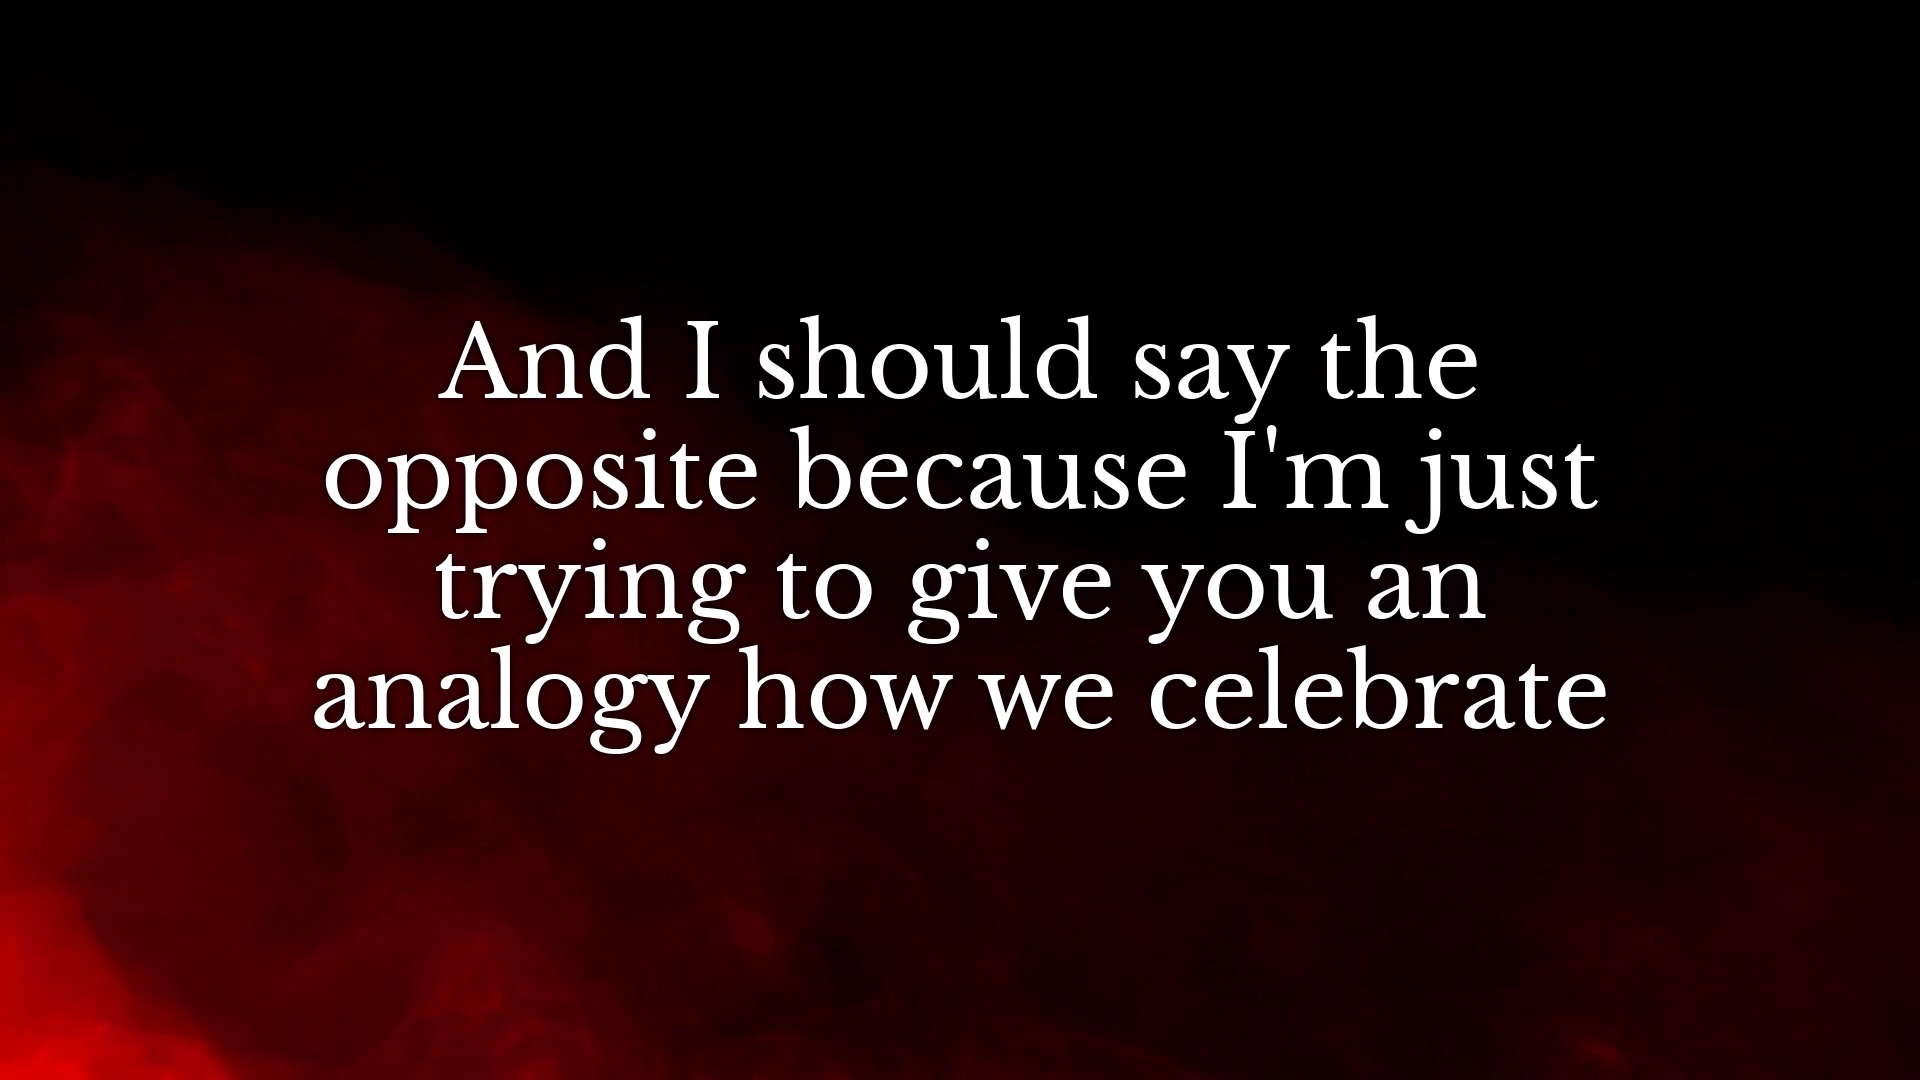 And I should say the
opposite because I'm just
trying to give you an
analogy how we celebrate